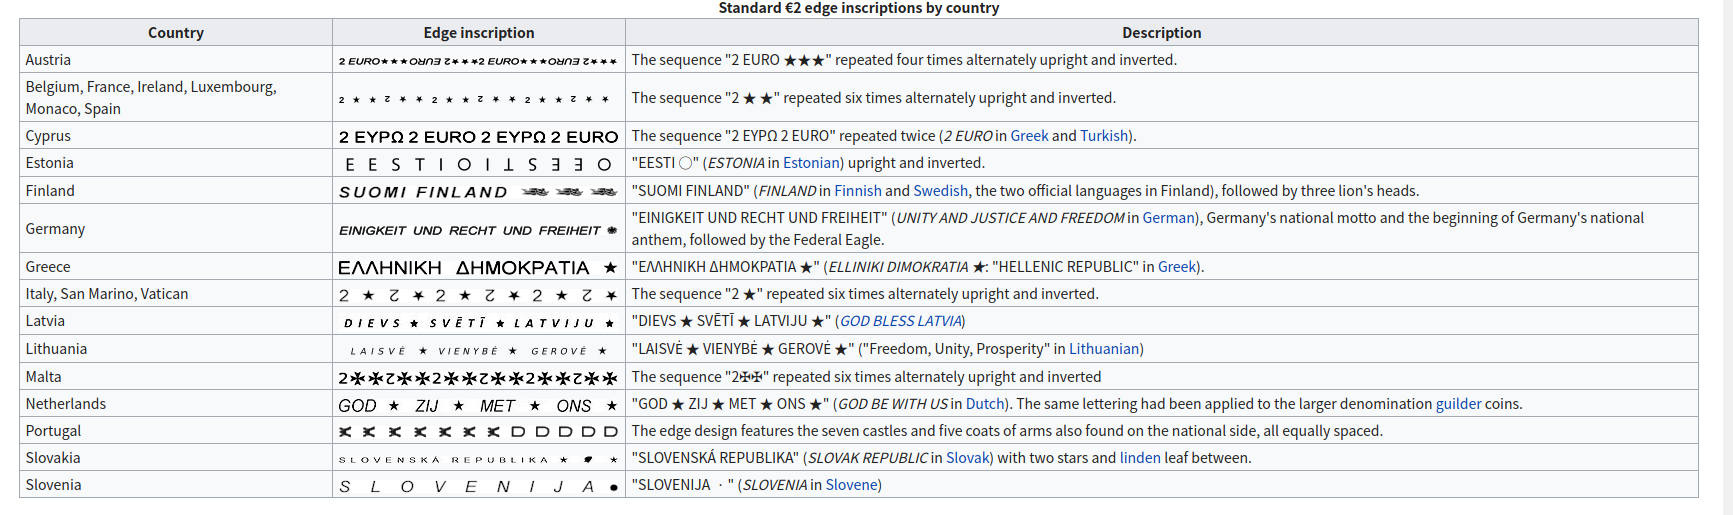 Standard €2 edge inscriptions by country
Country Edge inscription Description
Austria 2 EURO★★★2 EURO★★★2 EURO★★★2 EURO★★★ The sequence "2 EURO ★★★" repeated four times alternately upright and inverted.
Belgium, France, Ireland, Luxembourg,
Monaco, Spain 2 ★ ★ 2 ★ ★ 2 ★ ★ 2 ★ ★ 2 ★ ★ 2 ★ ★ The sequence "2 ★ ★" repeated six times alternately upright and inverted.
Cyprus 2 ΕΥΡΩ 2 EURO 2 ΕΥΡΩ 2 EURO The sequence "2 ΕΥΡΩ 2 EURO" repeated twice (2 EURO in Greek and Turkish).
Estonia E E S T I O I T S E E O "EESTI ○" (ESTONIA in Estonian) upright and inverted.
Finland SUOMI FINLAND "SUOMI FINLAND" (FINLAND in Finnish and Swedish, the two official languages in Finland), followed by three lion's heads.
Germany EINIGKEIT UND RECHT UND FREIHEIT "EINIGKEIT UND RECHT UND FREIHEIT" (UNITY AND JUSTICE AND FREEDOM in German), Germany's national motto and the beginning of Germany's national
anthem, followed by the Federal Eagle.
Greece ΕΛΛΗΝΙΚΗ ΔΗΜΟΚΡΑΤΙΑ ★ "ΕΛΛΗΝΙΚΗ ΔΗΜΟΚΡΑΤΙΑ ★" (ELLINIKI DIMOKRATIA ★: "HELLENIC REPUBLIC" in Greek).
Italy, San Marino, Vatican 2 ★ 2 ★ 2 ★ 2 ★ 2 ★ 2 ★ The sequence "2 ★" repeated six times alternately upright and inverted.
Latvia DIEVS ★ SVĒTĪ ★ LATVIJU ★ "DIEVS ★ SVĒTĪ ★ LATVIJU ★" (GOD BLESS LATVIA)
Lithuania LAISVĖ ★ VIENYBĖ ★ GEROVĖ ★ "LAISVĖ ★ VIENYBĖ ★ GEROVĖ ★" ("Freedom, Unity, Prosperity" in Lithuanian)
Malta 2✠✠2✠✠2✠✠2✠✠2✠✠2✠✠ The sequence "2✠✠" repeated six times alternately upright and inverted
Netherlands GOD ★ ZIJ ★ MET ★ ONS ★ "GOD ★ ZIJ ★ MET ★ ONS ★" (GOD BE WITH US in Dutch). The same lettering had been applied to the larger denomination guilder coins.
Portugal The edge design features the seven castles and five coats of arms also found on the national side, all equally spaced.
Slovakia SLOVENSKÁ REPUBLIKA ★ ★ "SLOVENSKÁ REPUBLIKA" (SLOVAK REPUBLIC in Slovak) with two stars and linden leaf between.
Slovenia S L O V E N I J A ● "SLOVENIJA · " (SLOVENIA in Slovene)